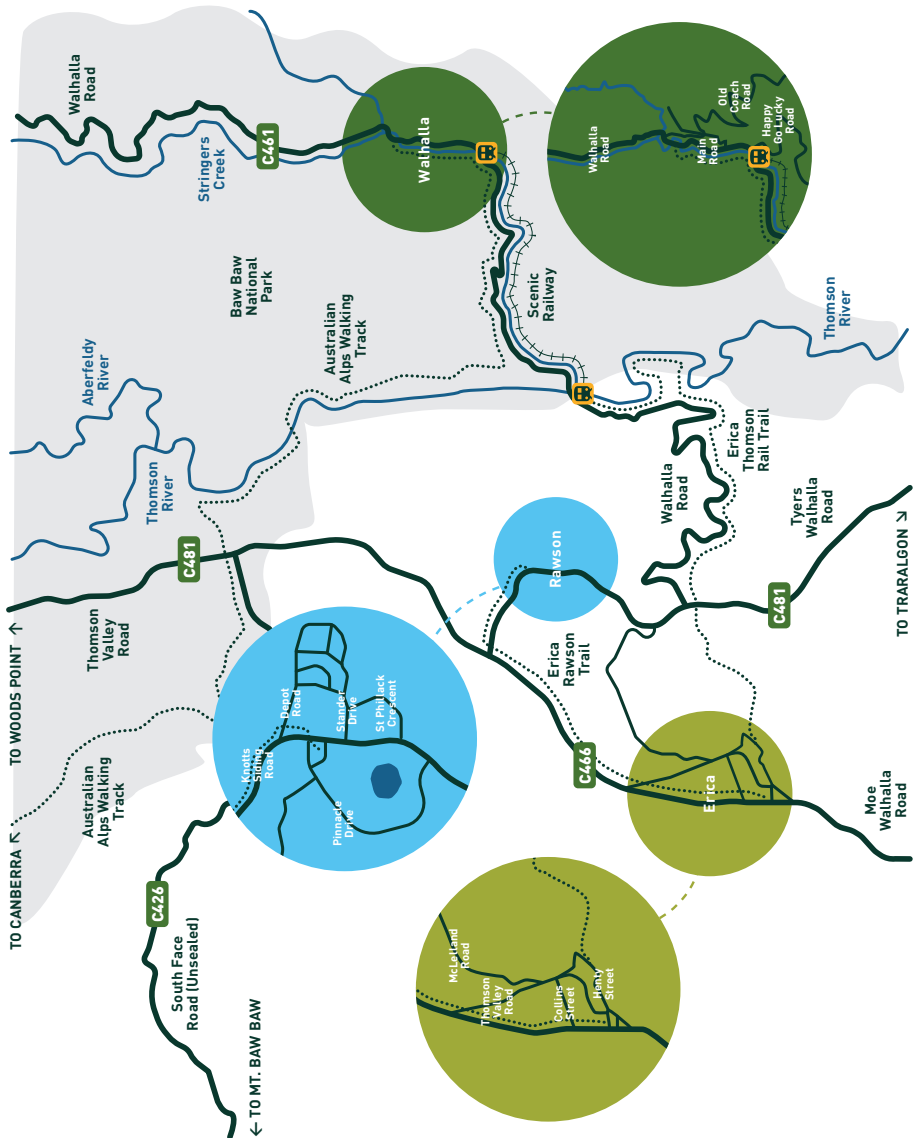 TO CANBERRA ↖
TO WOODS POINT ↑
Walhalla
Road
Australian
Alps Walking
Track
Thomson
Valley
Road
Aberfeldy
River
C426
South Face
Road (Unsealed)
Thomson
River
C481
Stringers
Creek
C461
← TO MT. BAW BAW
Baw Baw
National
Park
Knotts
Siding
Road
Depot
Road
Pinnacle
Drive
Stander
Drive
St Phillack
Crescent
Australian
Alps Walking
Track
Walhalla
McLelland
Road
Thomson
Valley
Road
Collins
Street
Henty
Street
Rawson
Erica
Rawson
Trail
C466
Scenic
Railway
Walhalla
Road
Main
Road
Old
Coach
Road
Happy
Go Lucky
Road
Walhalla
Road
Erica
Erica
Thomson
Rail Trail
C481
Tyers
Walhalla
Road
Thomson
River
Moe
Walhalla
Road
TO TRARALGON ↘